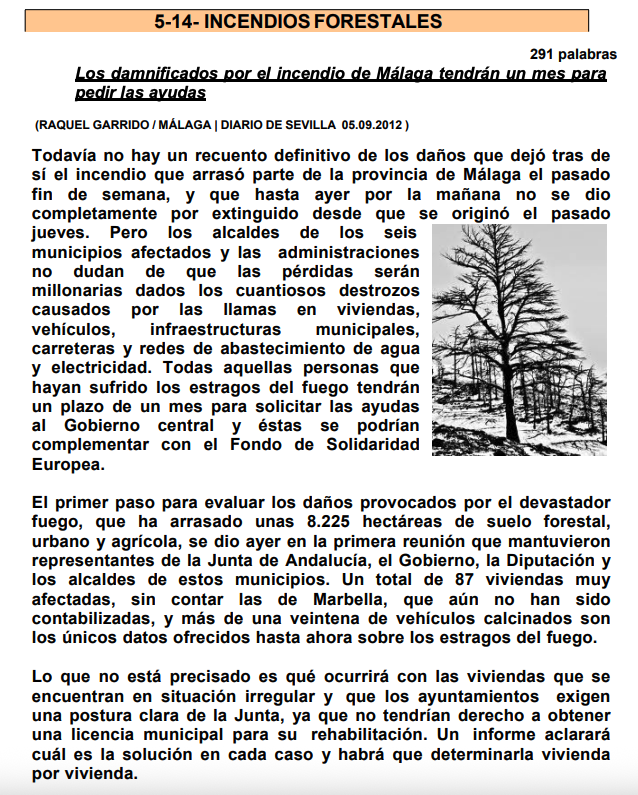 5-14- INCENDIOS FORESTALES
291 palabras
Los damnificados por el incendio de Málaga tendrán un mes para
pedir las ayudas
(RAQUEL GARRIDO / MÁLAGA | DIARIO DE SEVILLA 05.09.2012 )
Todavía no hay un recuento definitivo de los daños que dejó tras de
sí el incendio que arrasó parte de la provincia de Málaga el pasado
fin de semana, y que hasta ayer por la mañana no se dio
completamente por extinguido desde que se originó el pasado
jueves. Pero los alcaldes de los seis
municipios afectados y las administraciones
no dudan de que las pérdidas serán
millonarias dados los cuantiosos destrozos
causados por las llamas en viviendas,
vehículos, infraestructuras municipales,
carreteras y redes de abastecimiento de agua
y electricidad. Todas aquellas personas que
hayan sufrido los estragos del fuego tendrán
un plazo de un mes para solicitar las ayudas
al Gobierno central y éstas se podrían
complementar con el Fondo de Solidaridad
Europea.
El primer paso para evaluar los daños provocados por el devastador
fuego, que ha arrasado unas 8.225 hectáreas de suelo forestal,
urbano y agrícola, se dio ayer en la primera reunión que mantuvieron
representantes de la Junta de Andalucía, el Gobierno, la Diputación y
los alcaldes de estos municipios. Un total de 87 viviendas muy
afectadas, sin contar las de Marbella, que aún no han sido
contabilizadas, y más de una veintena de vehículos calcinados son
los únicos datos ofrecidos hasta ahora sobre los estragos del fuego.
Lo que no está precisado es qué ocurrirá con las viviendas que se
encuentran en situación irregular y que los ayuntamientos exigen
una postura clara de la Junta, ya que no tendrían derecho a obtener
una licencia municipal para su rehabilitación. Un informe aclarará
cuál es la solución en cada caso y habrá que determinarla vivienda
por vivienda.